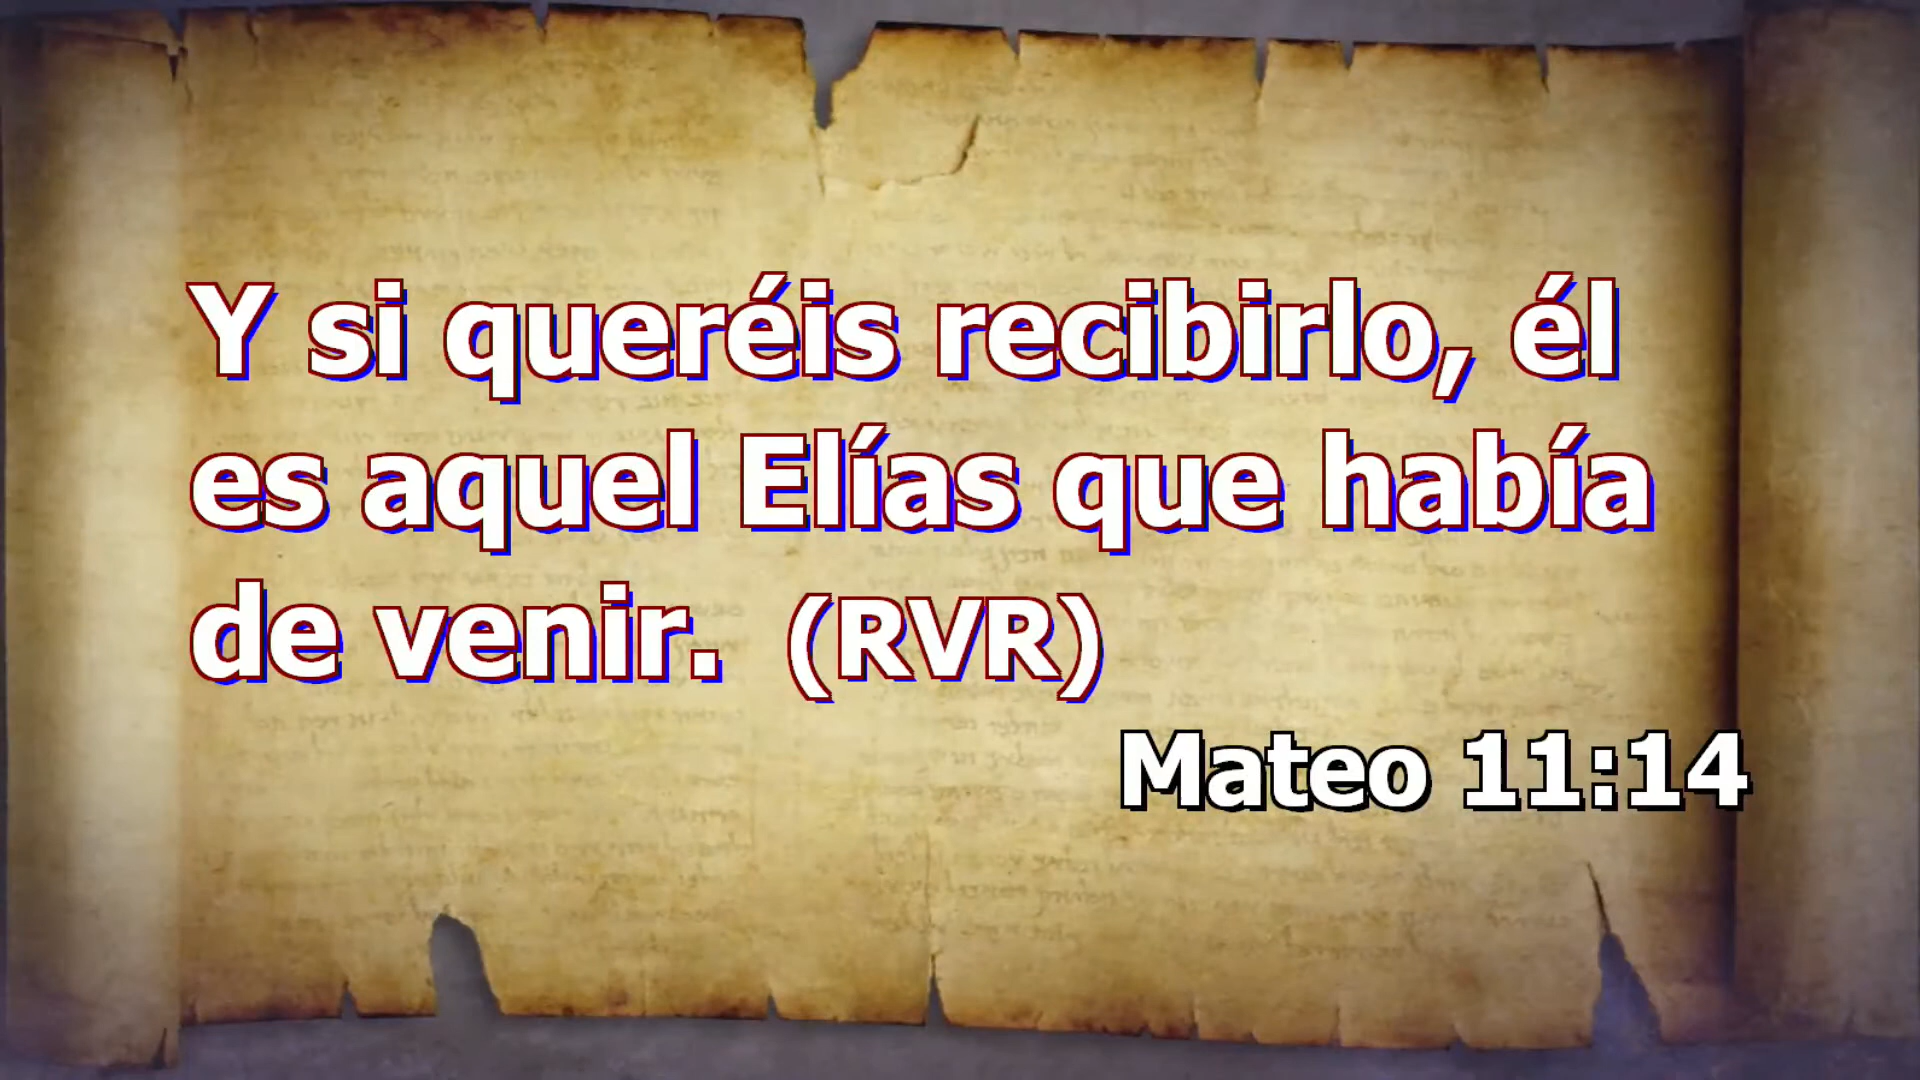 Y si queréis recibirlo, él
es aquel Elías que había
de venir. (RVR)
Mateo 11:14